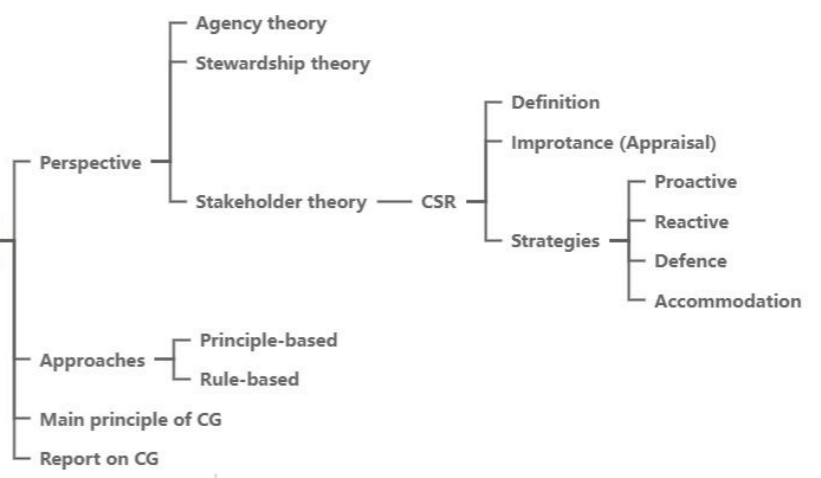 Agency theory
Stewardship theory
Definition
Improtance (Appraisal)
Perspective
Proactive
Stakeholder theory
CSR
Reactive
Strategies
Defence
Accommodation
Principle-based
Approaches
Rule-based
Main principle of CG
Report on CG